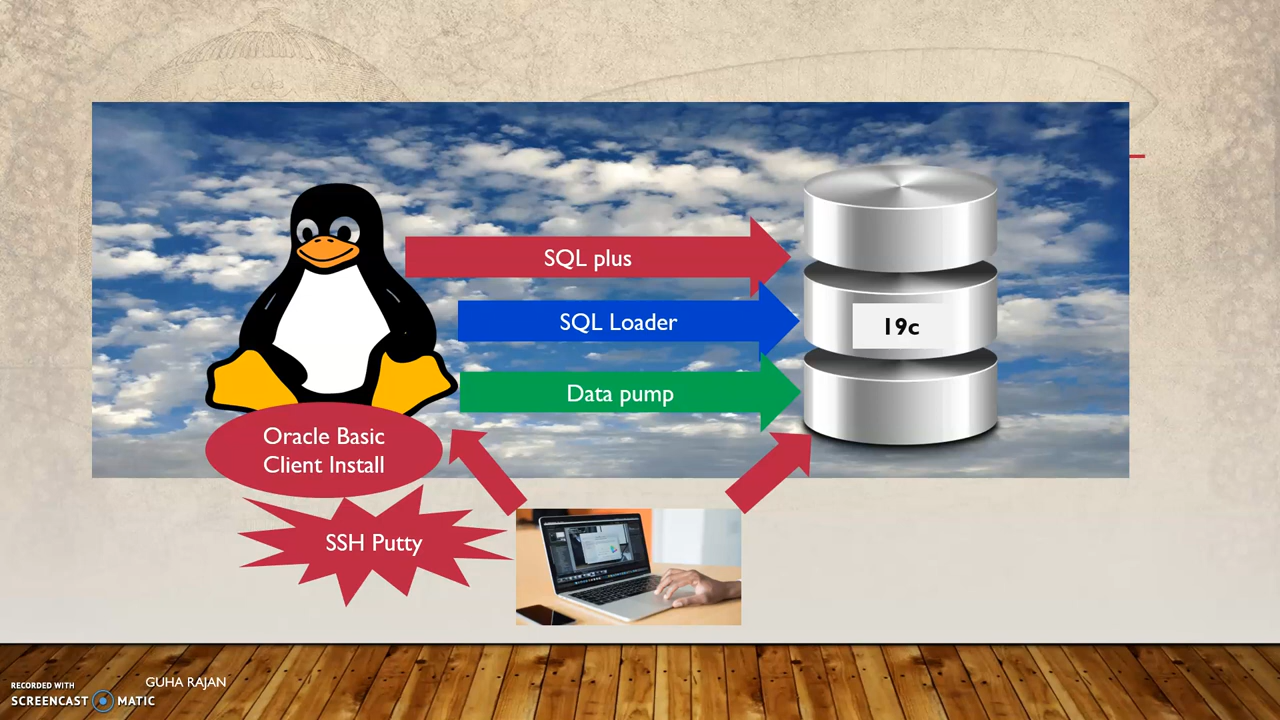 SQL plus
SQL Loader
19c
Data pump
Oracle Basic
Client Install
SSH Putty
GUHA RAJAN
RECORDED WITH
SCREENCAST MATIC